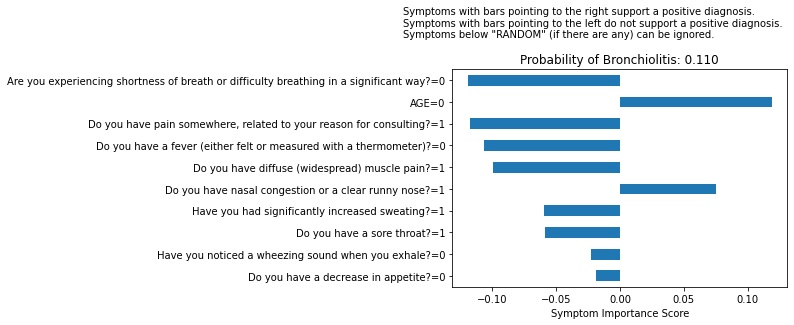 Symptoms with bars pointing to the right support a positive diagnosis.
Symptoms with bars pointing to the left do not support a positive diagnosis.
Symptoms below "RANDOM" (if there are any) can be ignored.
Probability of Bronchiolitis: 0.110
Are you experiencing shortness of breath or difficulty breathing in a significant way?=0
AGE=0
Do you have pain somewhere, related to your reason for consulting?=1
Do you have a fever (either felt or measured with a thermometer)?=0
Do you have diffuse (widespread) muscle pain?=1
Do you have nasal congestion or a clear runny nose?=1
Have you had significantly increased sweating?=1
Do you have a sore throat?=1
Have you noticed a wheezing sound when you exhale?=0
Do you have a decrease in appetite?=0
−0.10 −0.05 0.00 0.05 0.10
Symptom Importance Score